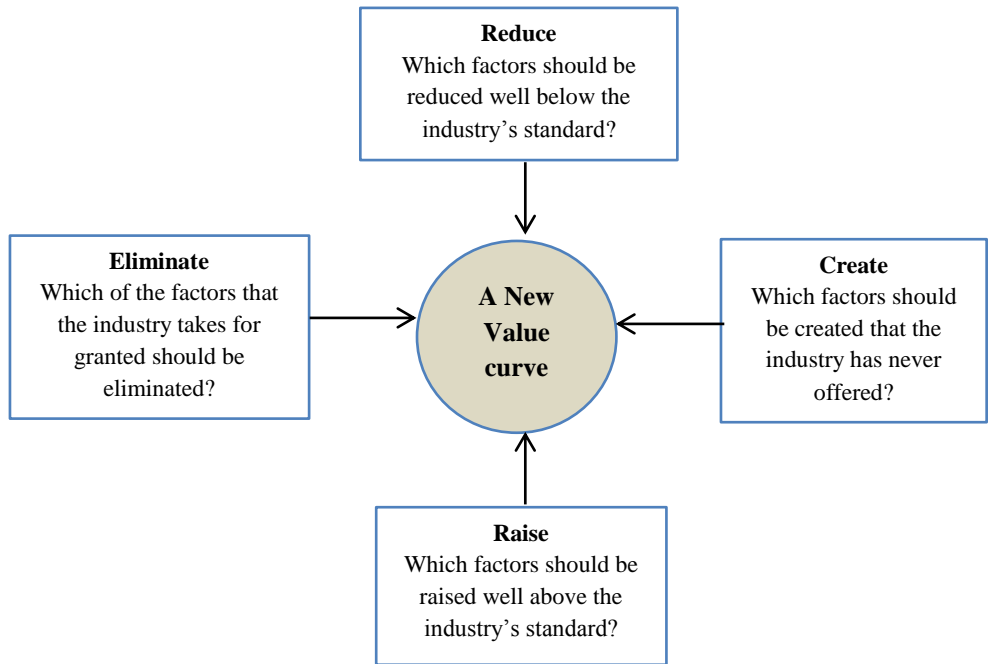 Reduce
Which factors should be
reduced well below the
industry’s standard?
Eliminate
Which of the factors that
the industry takes for
granted should be
eliminated?
A New
Value
curve
Create
Which factors should
be created that the
industry has never
offered?
Raise
Which factors should be
raised well above the
industry’s standard?